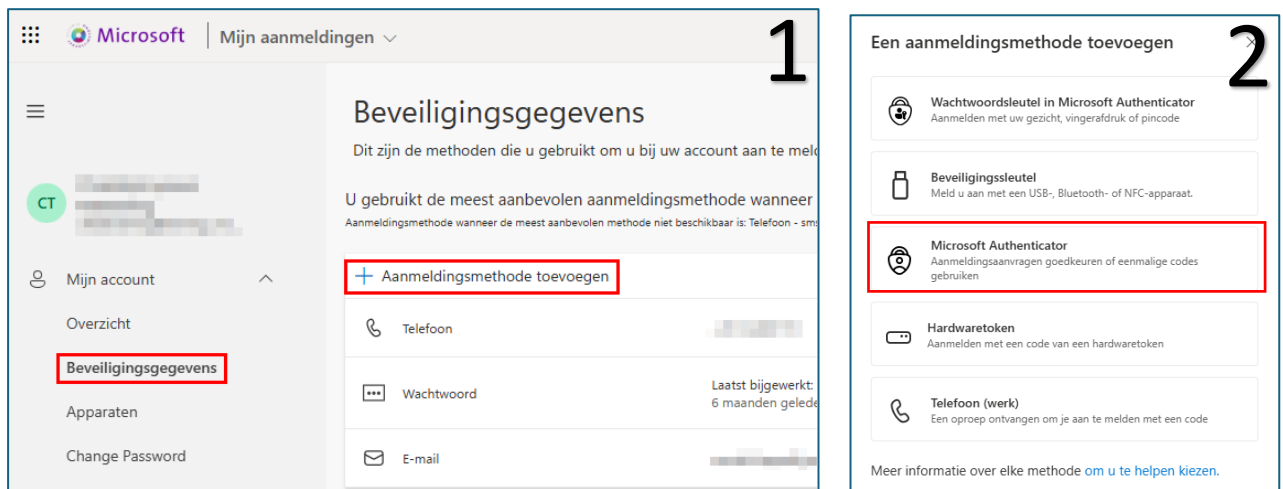 Microsoft
Mijn aanmeldingen
1
Beveiligingsgegevens
Dit zijn de methoden die u gebruikt om u bij uw account aan te
CT
U gebruikt de meest aanbevolen aanmeldingsmethode wanneer
Aanmeldingsmethode wanneer de meest aanbevolen methode niet beschikbaar is: Telefoon - sms
Mijn account
Aanmeldingsmethode toevoegen
Overzicht
Telefoon
Beveiligingsgegevens
Wachtwoord
Laatst bijgewerkt:
6 maanden gelede
Apparaten
Change Password
E-mail
Een aanmeldingsmethode toevoegen
2
Wachtwoordsleutel in Microsoft Authenticator
Aanmelden met uw gezicht, vingerafdruk of pincode
Beveiligingssleutel
Meld u aan met een USB-, Bluetooth- of NFC-apparaat.
Microsoft Authenticator
Aanmeldingsaanvragen goedkeuren of eenmalige codes
gebruiken
Hardwaretoken
Aanmelden met een code van een hardwaretoken
Telefoon (werk)
Een oproep ontvangen om je aan te melden met een code
Meer informatie over elke methode om u te helpen kiezen.